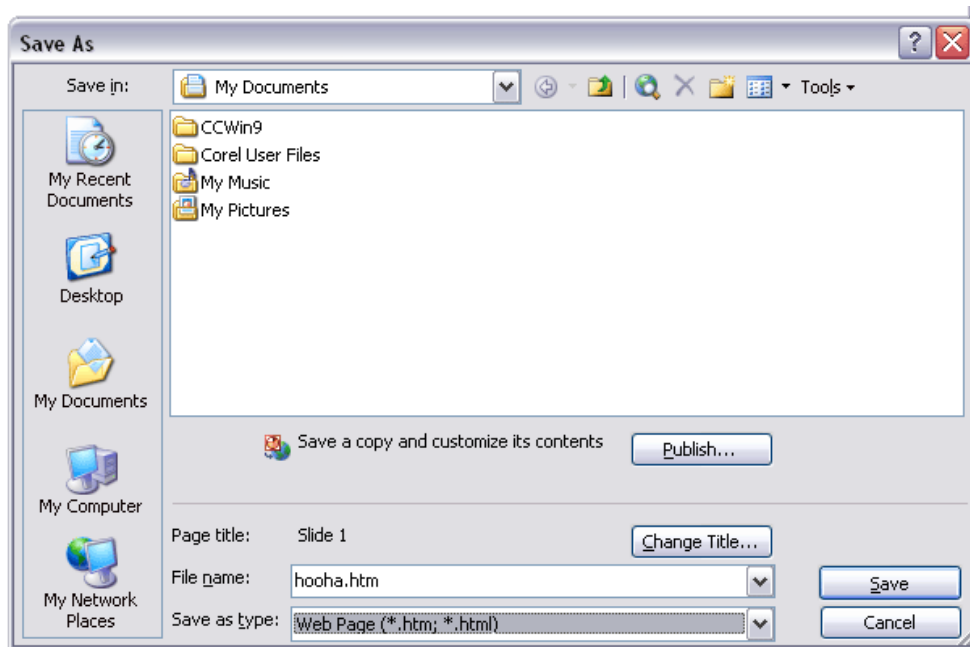 Save As
Save in:
My Documents
Tools
CCWin9
Corel User Files
My Music
My Pictures
My Recent
Documents
Desktop
My Documents
My Computer
My Network
Places
Save a copy and customize its contents
Publish...
Page title:
Slide 1
Change Title...
File name:
hooha.htm
Save
Save as type:
Web Page (*.htm; *.html)
Cancel